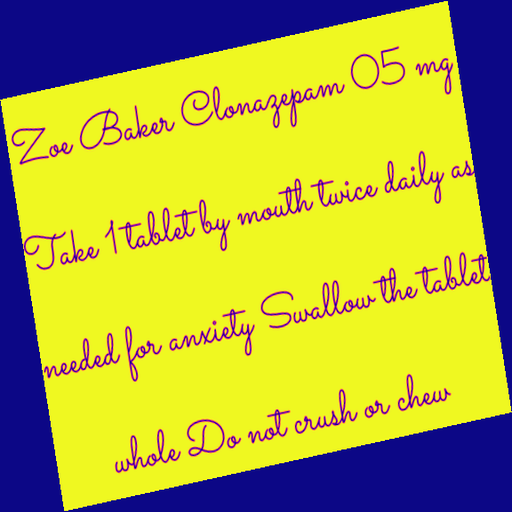 Zoe Baker Clonazepam 05 mg
Take 1 tablet by mouth twice daily as
needed for anxiety Swallow the tablet
whole Do not crush or chew